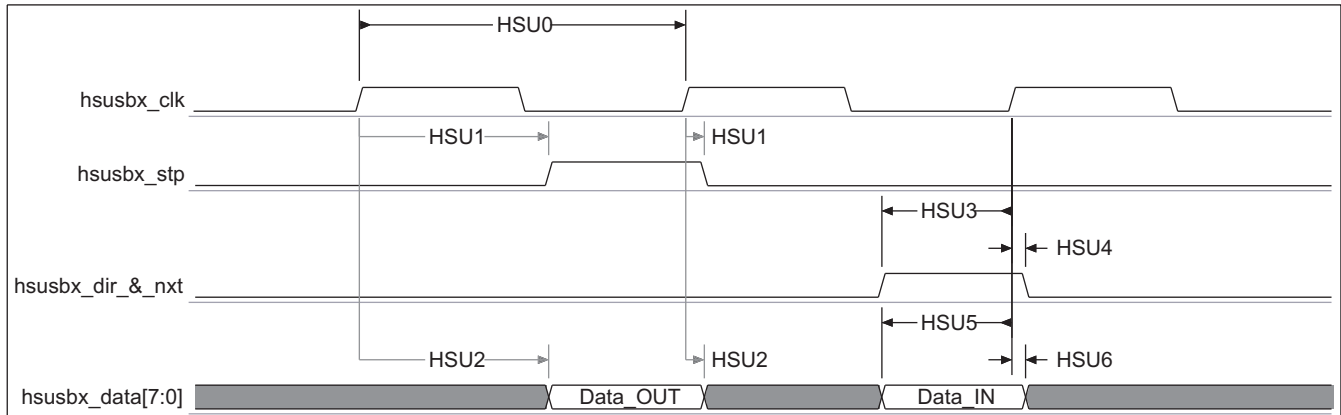 HSU0
hsusbx_clk
HSU1 HSU1
hsusbx_stp
HSU3
HSU4
hsusbx_dir_&_nxt
HSU5
HSU2 HSU2 HSU6
hsusbx_data[7:0] Data_OUT Data_IN